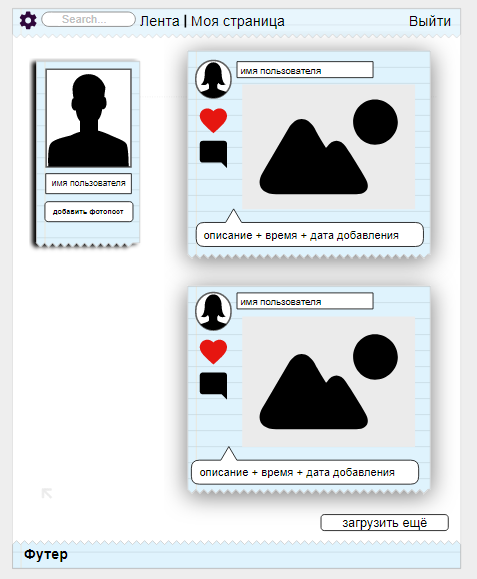 Search...
Лента | Моя страница
Выйти
имя пользователя
добавить фотопост
имя пользователя
описание + время + дата добавления
имя пользователя
описание + время + дата добавления
загрузить ещё
Футер